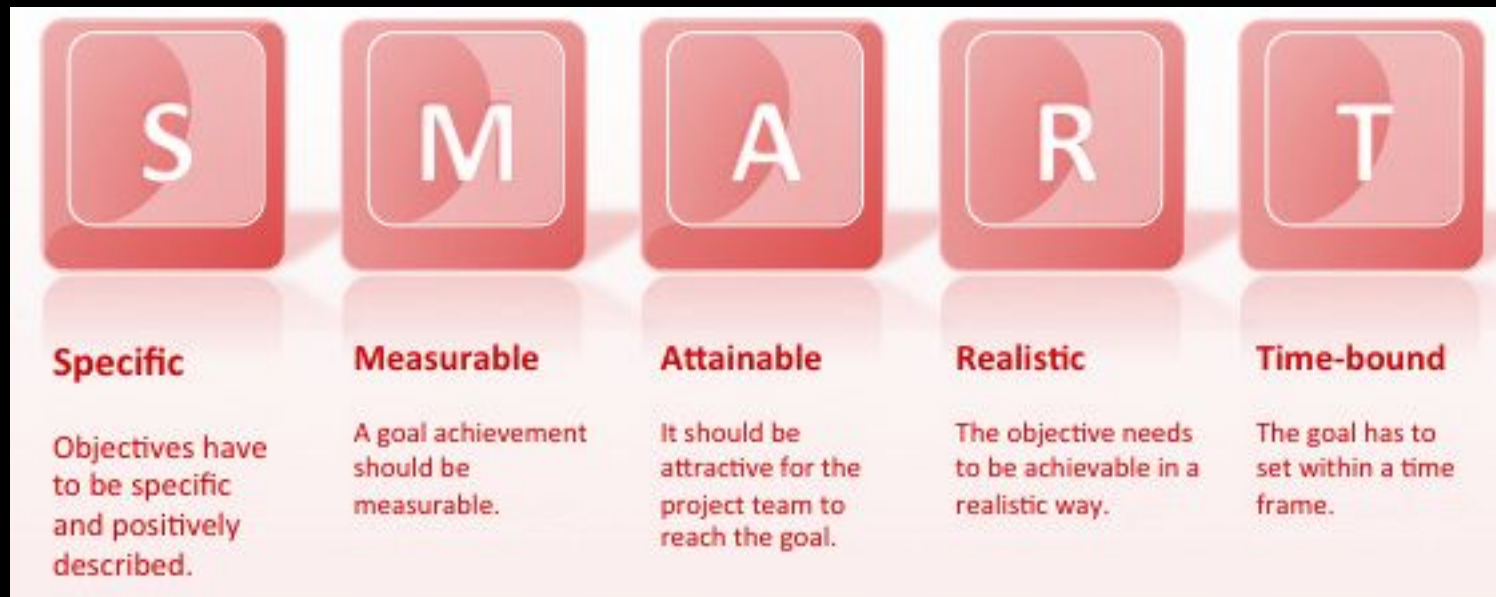 S
M
A
R
T
Specific
Objectives have
to be specific
and positively
described.
Measurable
A goal achievement
should be
measurable.
Attainable
It should be
attractive for the
project team to
reach the goal.
Realistic
The objective needs
to be achievable in a
realistic way.
Time-bound
The goal has to
set within a time
frame.